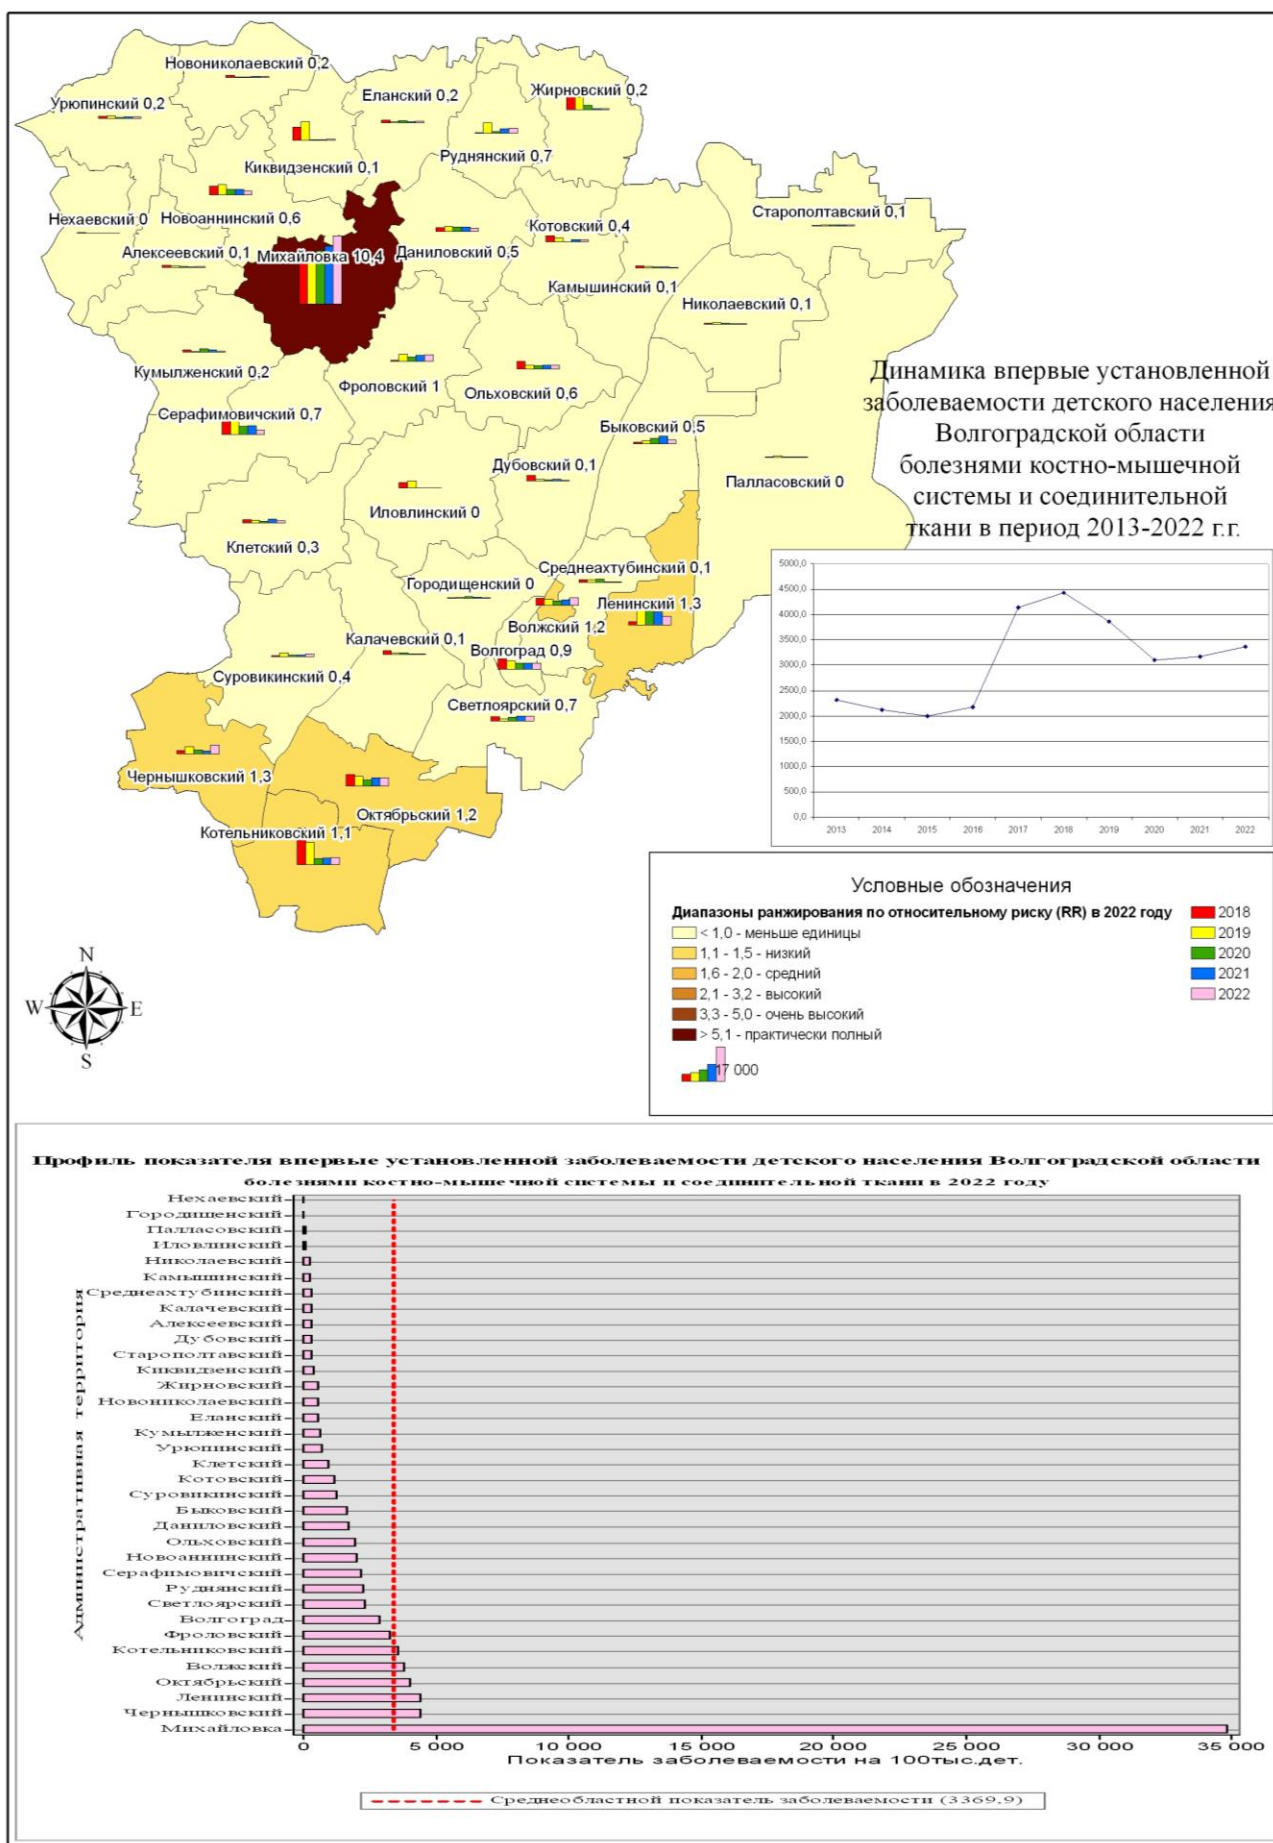 Новониколаевский 0,2
Урюпинский 0,2
Еланский 0,2
Жирновский 0,2
Киквидзенский 0,1
Руднянский 0,7
Нехаевский 0
Новоаннинский 0,6
Старополтавский 0,1
Котовский 0,4
Алексеевский 0,1
Михайловка 10,4
Даниловский 0,5
Камышинский 0,1
Николаевский 0,1
Кумылженский 0,2
Фроловский 1
Ольховский 0,6
Серафимовичский 0,7
Быковский 0,5
Дубовский 0,1
Палласовский 0
Иловлинский 0
Клетский 0,3
Среднеахтубинский 0,1
Городищенский 0
Ленинский 1,3
Волжский 1,2
Калачевский 0,1
Волгоград 0,9
Суровикинский 0,4
Светлоярский 0,7
Чернышковский 1,3
Октябрьский 1,2
Котельниковский 1,1
N
W
E
S
Динамика впервые установленной
заболеваемости детского населения
Волгоградской области
болезнями костно-мышечной
системы и соединительной
ткани в период 2013-2022 г.г.
5000,0
4500,0
4000,0
3500,0
3000,0
2500,0
2000,0
1500,0
1000,0
500,0
0,0
2013 2014 2015 2016 2017 2018 2019 2020 2021 2022
Условные обозначения
Диапазоны ранжирования по относительному риску (RR) в 2022 году
< 1,0 - меньше единицы
1,1 - 1,5 - низкий
1,6 - 2,0 - средний
2,1 - 3,2 - высокий
3,3 - 5,0 - очень высокий
> 5,1 - практически полный
17 000
2018
2019
2020
2021
2022
Профиль показателя впервые установленной заболеваемости детского населения Волгоградской области
болезнями костно-мышечной системы и соединительной ткани в 2022 году
Административная территория
Нехаевский
Городищенский
Палласовский
Иловлинский
Николаевский
Камышинский
Среднеахтубинский
Калачевский
Алексеевский
Дубовский
Старополтавский
Киквидзенский
Жирновский
Новониколаевский
Еланский
Кумылженский
Урюпинский
Клетский
Котовский
Суровикинский
Быковский
Даниловский
Ольховский
Новоаннинский
Серафимовичский
Руднянский
Светлоярский
Волгоград
Фроловский
Котельниковский
Волжский
Октябрьский
Ленинский
Чернышковский
Михайловка
0 5 000 10 000 15 000 20 000 25 000 30 000 35 000
Показатель заболеваемости на 100тыс.дет.
Среднеобластной показатель заболеваемости (3369,9)